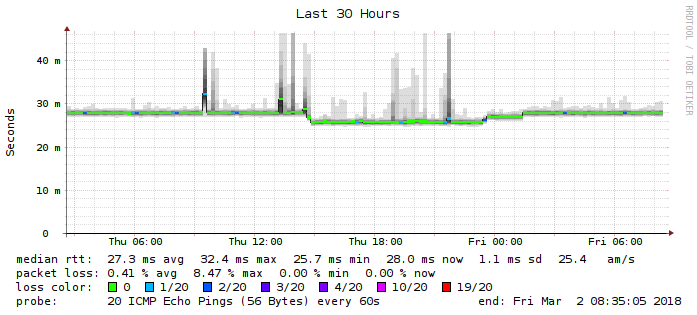 Last 30 Hours
RRDTOOL / TOBI OETIKER
Seconds
40 m
30 m
20 m
10 m
0
Thu 06:00 Thu 12:00 Thu 18:00 Fri 00:00 Fri 06:00
median rtt: 27.3 ms avg 32.4 ms max 25.7 ms min 28.0 ms now 1.1 ms sd 25.4 am/s
packet loss: 0.41 % avg 8.47 % max 0.00 % min 0.00 % now
loss color: 0 1/20 2/20 3/20 4/20 10/20 19/20
probe: 20 ICMP Echo Pings (56 Bytes) every 60s end: Fri Mar 2 08:35:05 2018